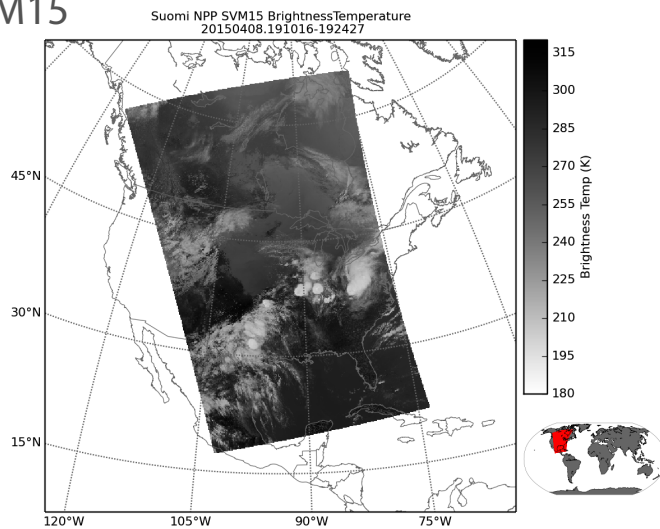 M15
Suomi NPP SVM15 BrightnessTemperature
20150408.191016-192427
45°N
30°N
15°N
120°W
105°W
90°W
75°W
315
300
285
270
255
240
225
210
195
180
Brightness Temp (K)